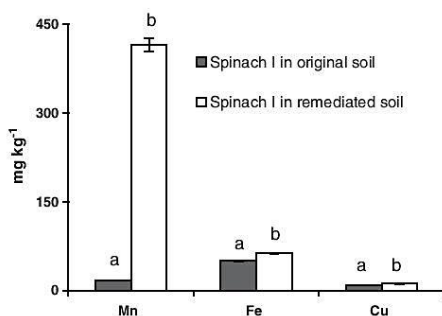 450
300
150
0
mg kg-1
b
Spinach I in original soil
Spinach I in remediated soil
a
a
b
a
b
Mn
Fe
Cu